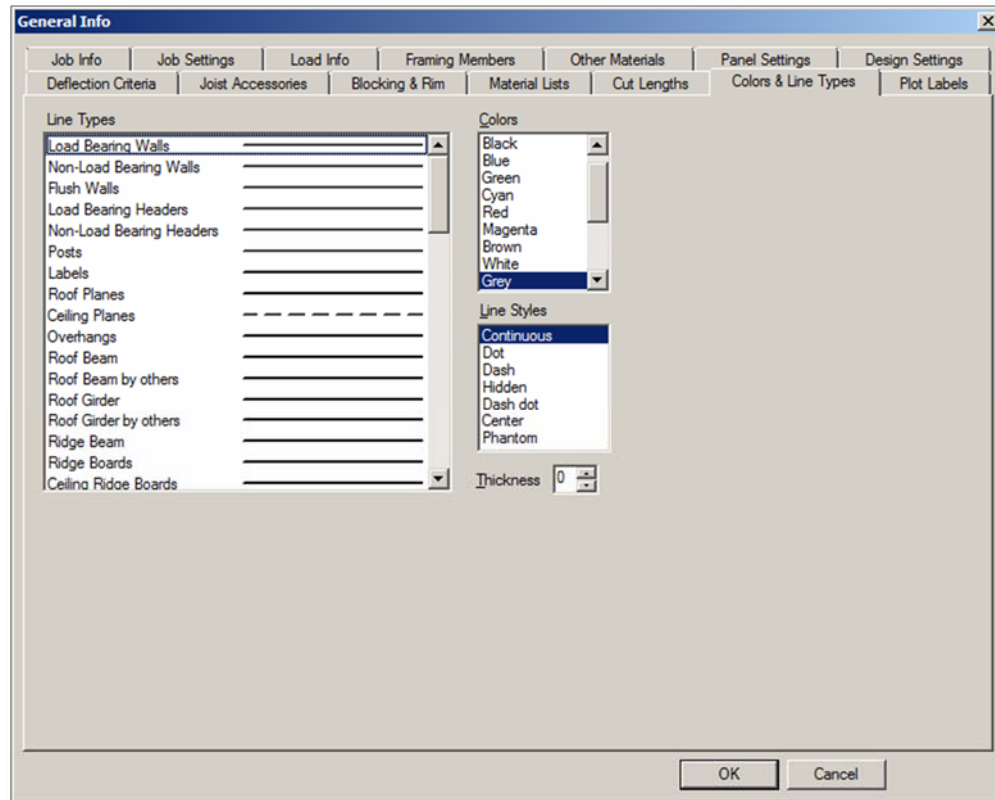 General Info
Job Info Job Settings Load Info Framing Members Other Materials Panel Settings Design Settings
Deflection Criteria Joist Accessories Blocking & Rim Material Lists Cut Lengths Colors & Line Types Plot Labels
Line Types
Load Bearing Walls
Non-Load Bearing Walls
Flush Walls
Load Bearing Headers
Non-Load Bearing Headers
Posts
Labels
Roof Planes
Ceiling Planes
Overhangs
Roof Beam
Roof Beam by others
Roof Girder
Roof Girder by others
Ridge Beam
Ridge Boards
Ceiling Ridge Boards
Colors
Black
Blue
Green
Cyan
Red
Magenta
Brown
White
Grey
Line Styles
Continuous
Dot
Dash
Hidden
Dash dot
Center
Phantom
Thickness 0
OK Cancel